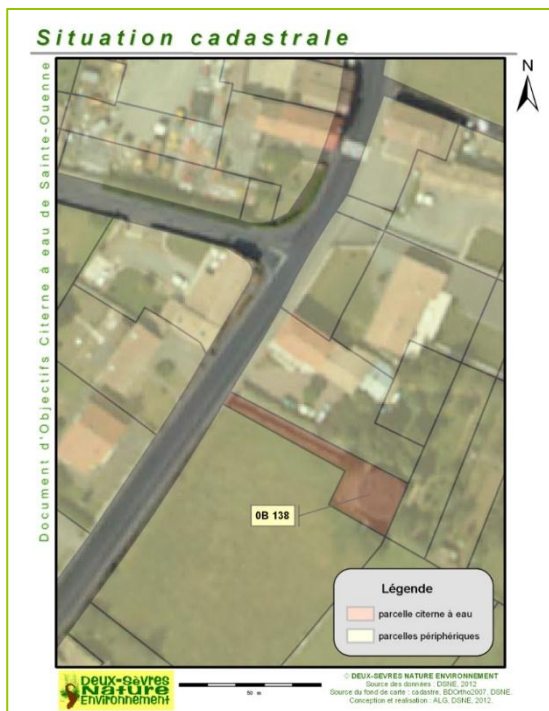 Situation cadastrale
Document d'Objectifs Citerne à eau de Sainte-Ouenne
N
0B 138
Légende
parcelle citerne à eau
parcelles périphériques
DEUX-SÈVRES
NATURE
ENVIRONNEMENT
50 m
© DEUX-SEVRES NATURE ENVIRONNEMENT
Source des données : DSNE, 2012
Source du fond de carte : cadastre, BDOrtho2007, DSNE.
Conception et realisation : ALG, DSNE, 2012.